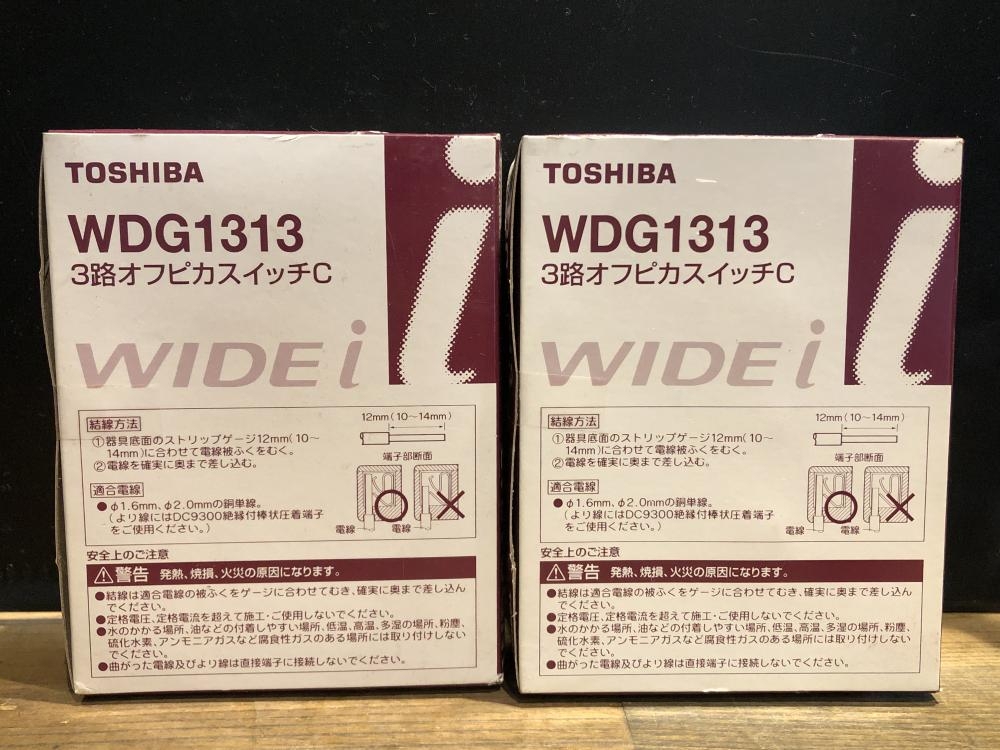 TOSHIBA
WDG1313
3路オフピカスイッチC
WIDE i
i
結線方法
①器具底面のストリップゲージ12mm(10～
14mm)に合わせて電線被ふくをむく。
②電線を確実に奥まで差し込む。
適合電線
●φ1.6mm、φ2.0mmの銅単線。
(より線にはDC9300絶縁付棒状圧着端子
をご使用ください。)
12mm(10～14mm)
端子部断面
電線
電線
安全上のご注意
警告 発熱、焼損、火災の原因になります。
●結線は適合電線の被ふくをゲージに合わせてむき、確実に奥まで差し込ん
でください。
●定格電圧、定格電流を超えて施工・ご使用しないでください。
●水のかかる場所、油などの付着しやすい場所、低温、高温、多湿の場所、粉塵、
硫化水素、アンモニアガスなど腐食性ガスのある場所には取り付けしない
でください。
●曲がった電線及びより線は直接端子に接続しないでください。
TOSHIBA
WDG1313
3路オフピカスイッチC
WIDE i
i
結線方法
①器具底面のストリップゲージ12mm(10～
14mm)に合わせて電線被ふくをむく。
②電線を確実に奥まで差し込む。
適合電線
●φ1.6mm、φ2.0mmの銅単線。
(より線にはDC9300絶縁付棒状圧着端子
をご使用ください。)
12mm(10～14mm)
端子部断面
電線
電線
安全上のご注意
警告 発熱、焼損、火災の原因になります。
●結線は適合電線の被ふくをゲージに合わせてむき、確実に奥まで差し込ん
でください。
●定格電圧、定格電流を超えて施工・ご使用しないでください。
●水のかかる場所、油などの付着しやすい場所、低温、高温、多湿の場所、粉塵、
硫化水素、アンモニアガスなど腐食性ガスのある場所には取り付けしない
でください。
●曲がった電線及びより線は直接端子に接続しないでください。